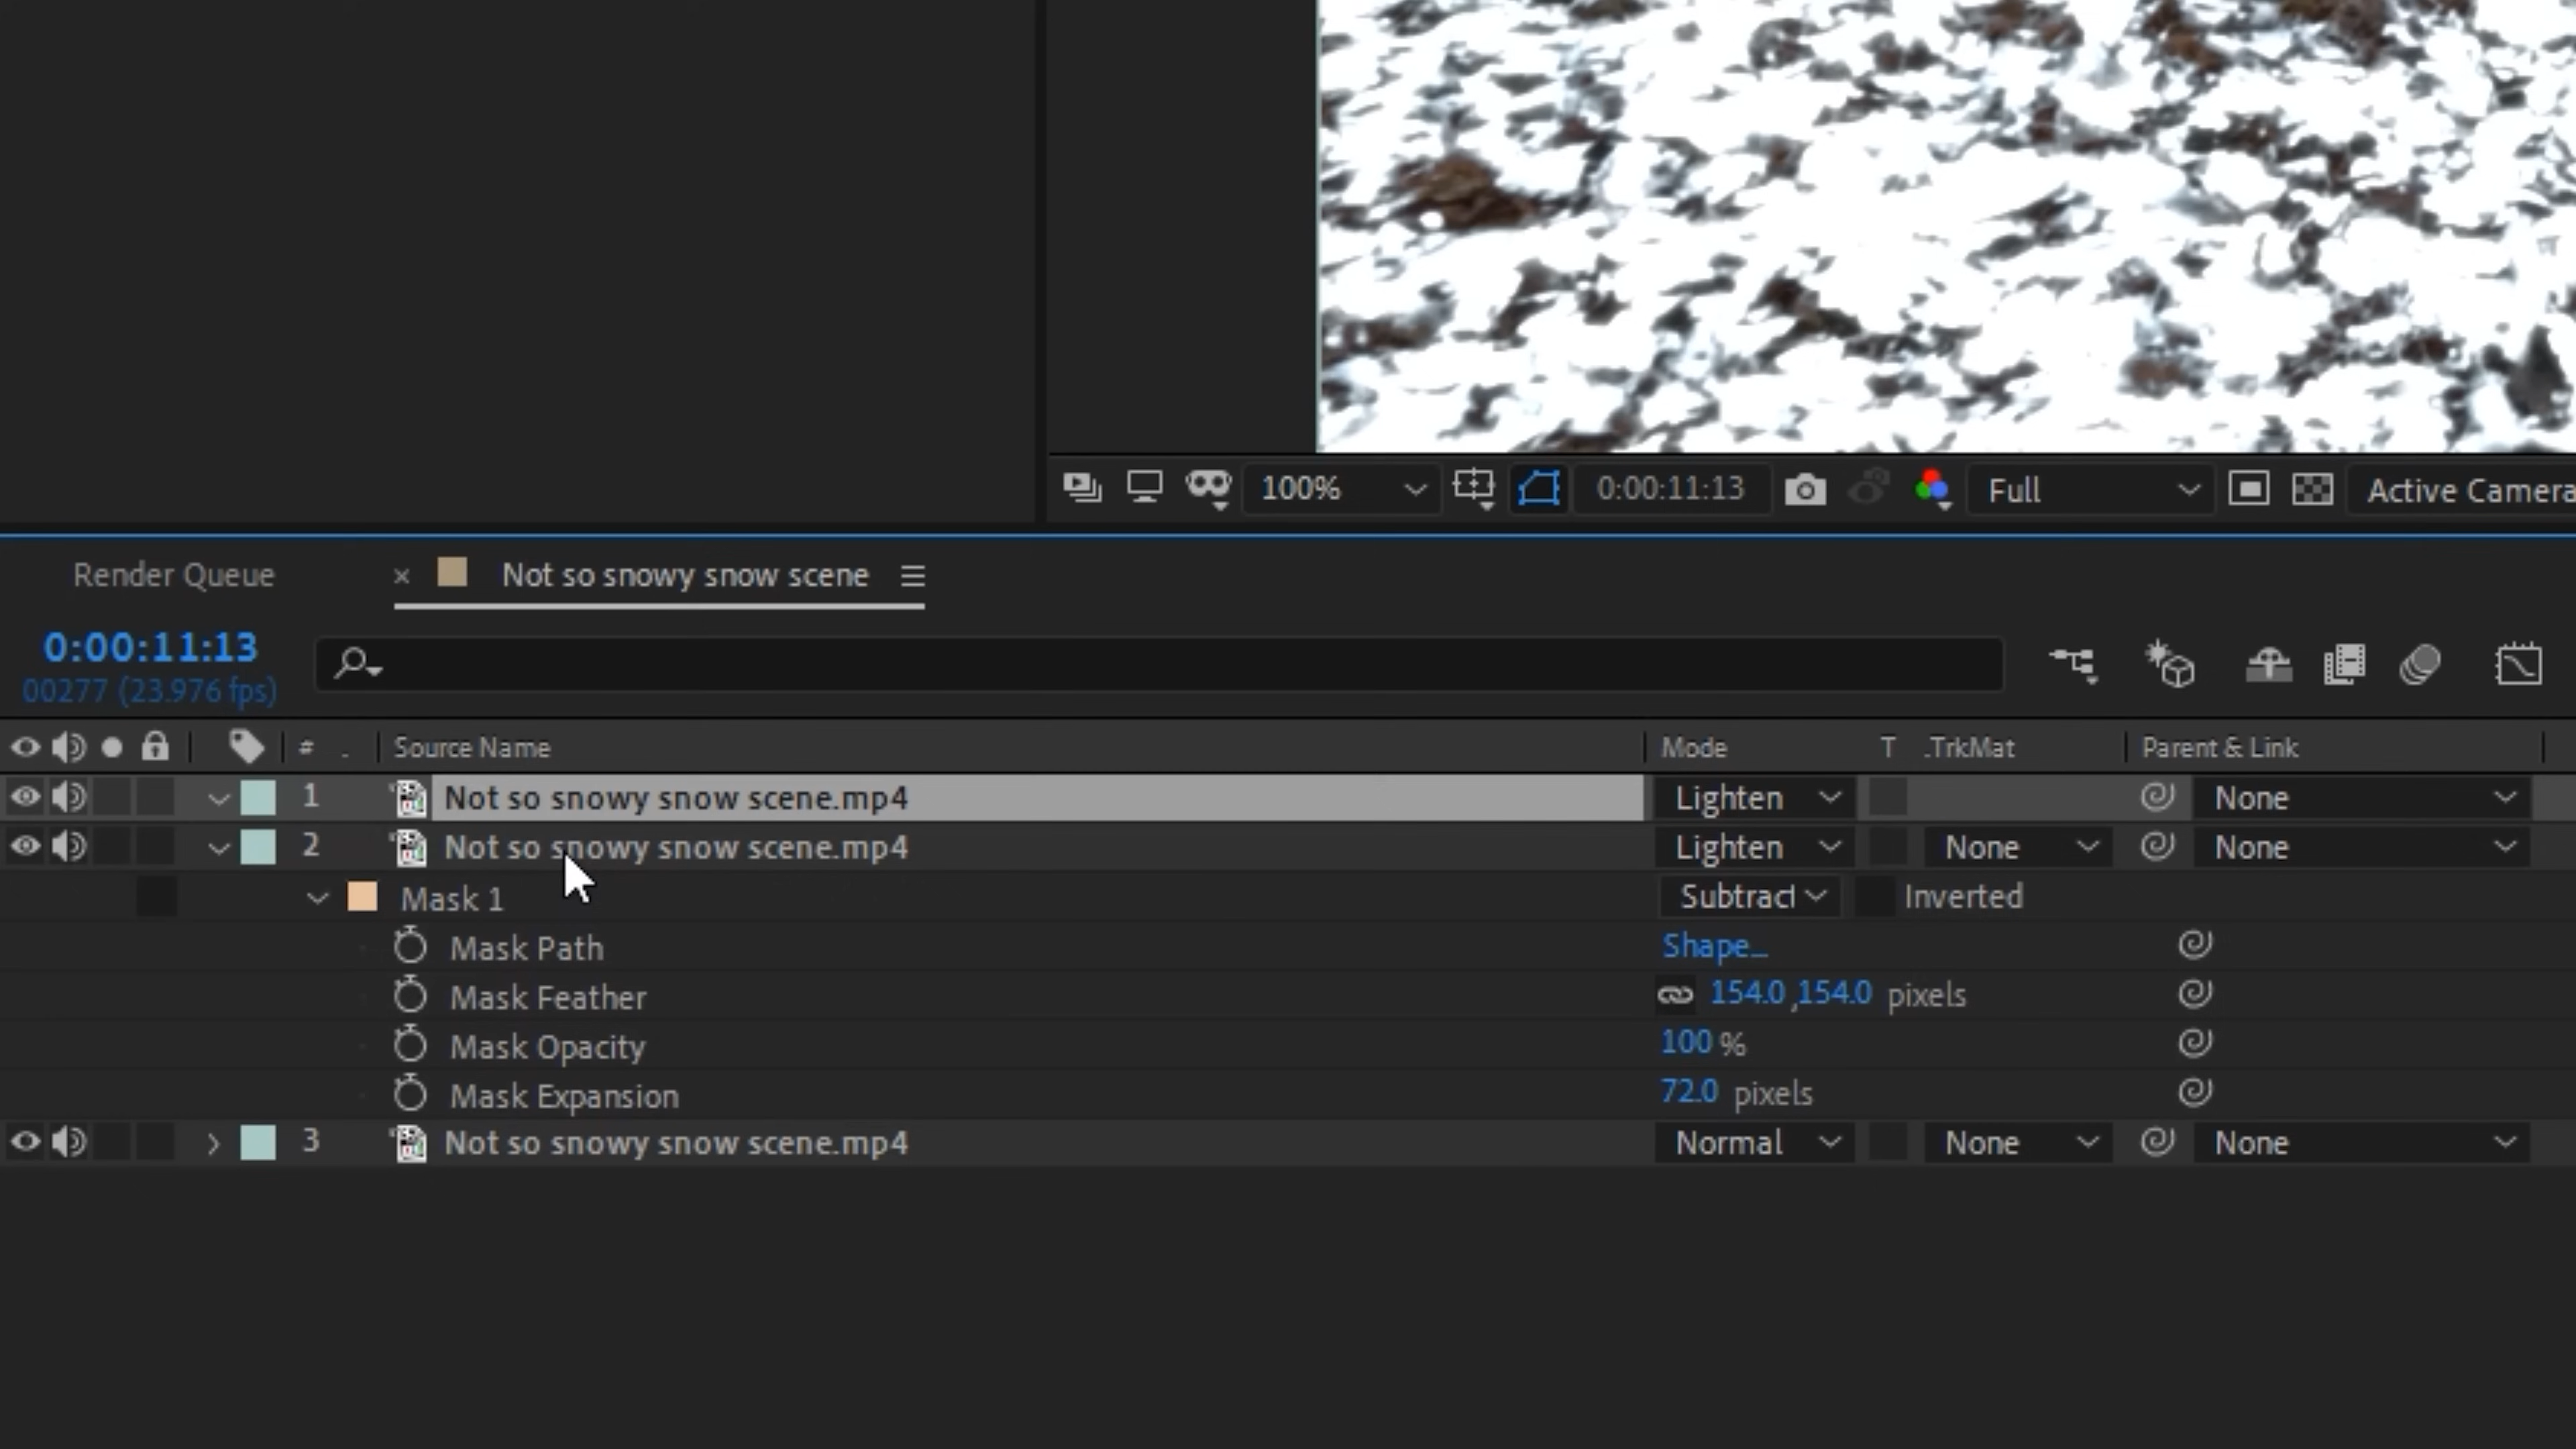 100% 0:00:11:13 Full Active Camera
Render Queue × Not so snowy snow scene
0:00:11:13
00277 (23.976 fps)
# . Source Name Mode T .TrkMat Parent & Link
1 Not so snowy snow scene.mp4 Lighten None
2 Not so snowy snow scene.mp4 Lighten None None
Mask 1 Subtract Inverted
Mask Path Shape...
Mask Feather 154.0,154.0 pixels
Mask Opacity 100 %
Mask Expansion 72.0 pixels
3 Not so snowy snow scene.mp4 Normal None None